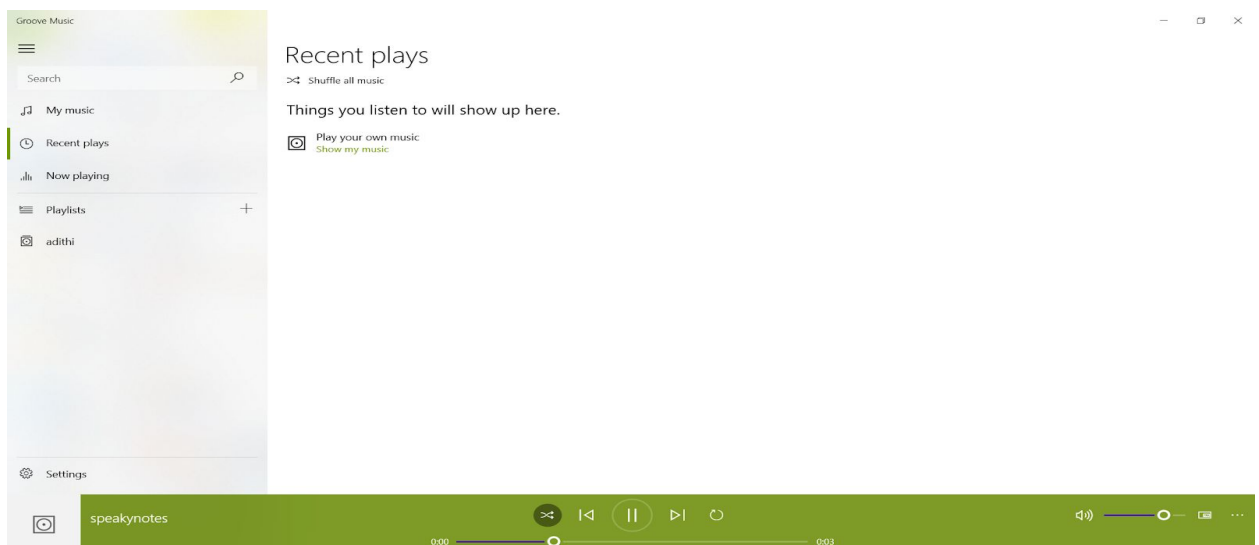 Groove Music
Search
My music
Recent plays
Now playing
Playlists
adithi
Settings
Recent plays
Shuffle all music
Things you listen to will show up here.
Play your own music
Show my music
speakynotes
0:00
0:03